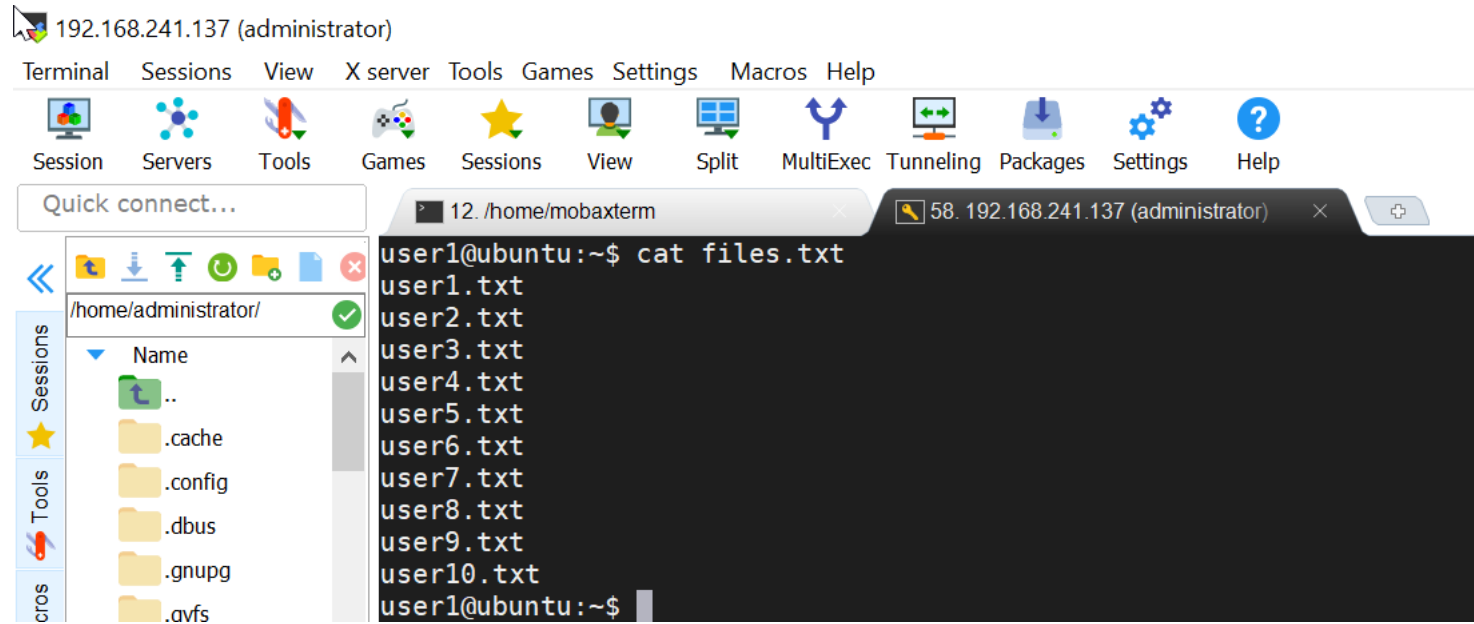 192.168.241.137 (administrator)
Terminal Sessions View X server Tools Games Settings Macros Help
Session Servers Tools Games Sessions View Split MultiExec Tunneling Packages Settings Help
Quick connect...
12. /home/mobaxterm
58. 192.168.241.137 (administrator)
/home/administrator/
Name
..
.cache
.config
.dbus
.gnupg
.gvfs
Sessions
Tools
cros
user1@ubuntu:~$ cat files.txt
user1.txt
user2.txt
user3.txt
user4.txt
user5.txt
user6.txt
user7.txt
user8.txt
user9.txt
user10.txt
user1@ubuntu:~$